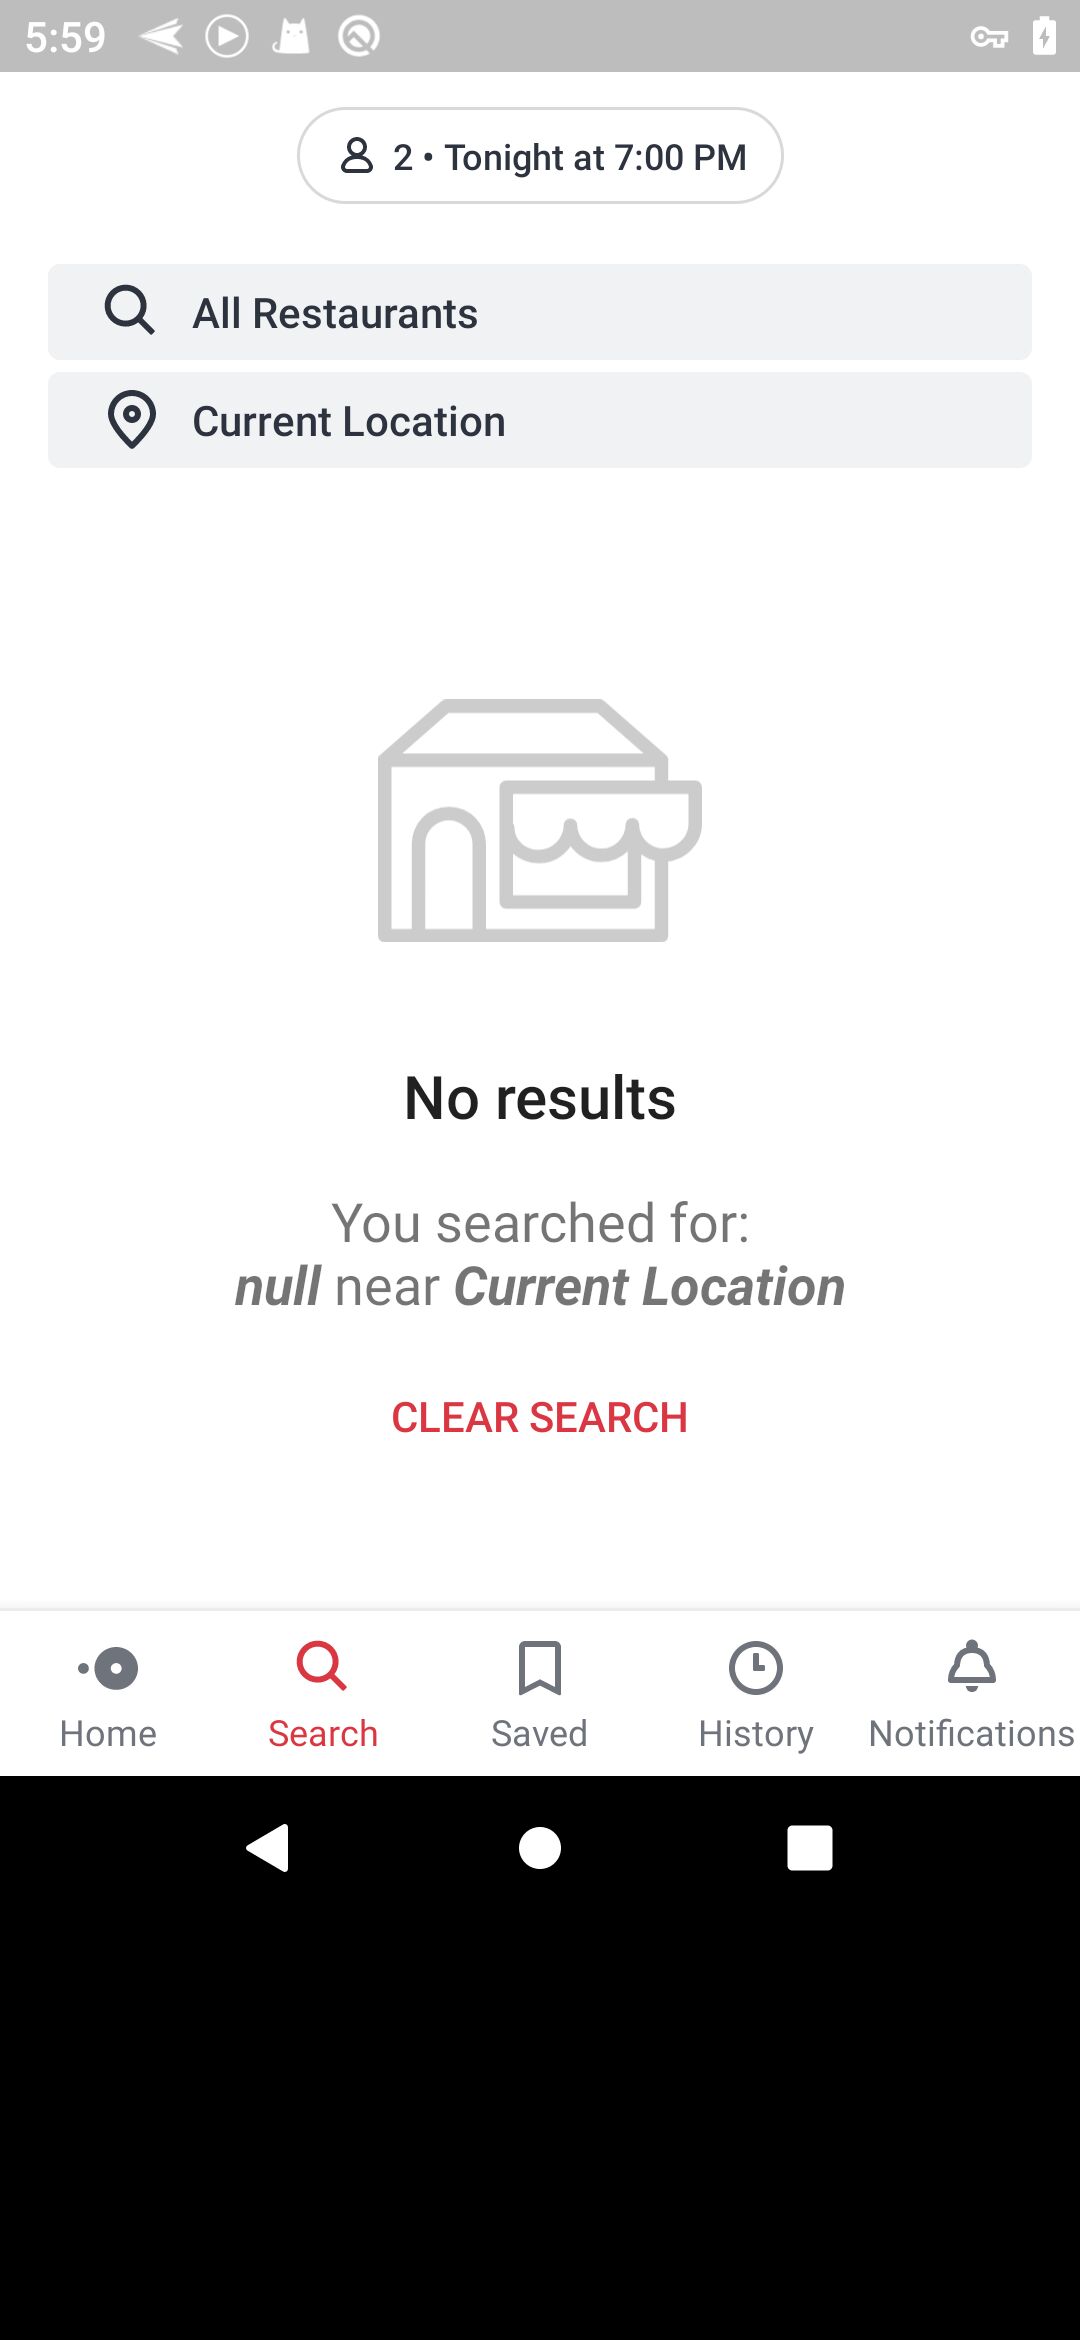 5:59
2 • Tonight at 7:00 PM
All Restaurants
Current Location
No results
You searched for:
null near Current Location
CLEAR SEARCH
Home Search Saved History Notifications